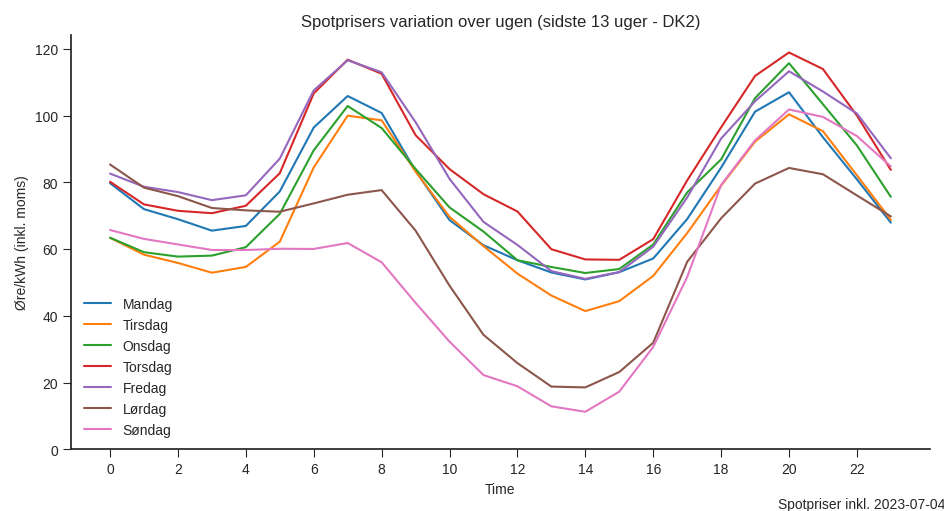 Spotprisers variation over ugen (sidste 13 uger - DK2)
Øre/kWh (inkl. moms)
120
100
80
60
40
20
0
Mandag
Tirsdag
Onsdag
Torsdag
Fredag
Lørdag
Søndag
0 2 4 6 8 10 12 14 16 18 20 22
Time
Spotpriser inkl. 2023-07-04